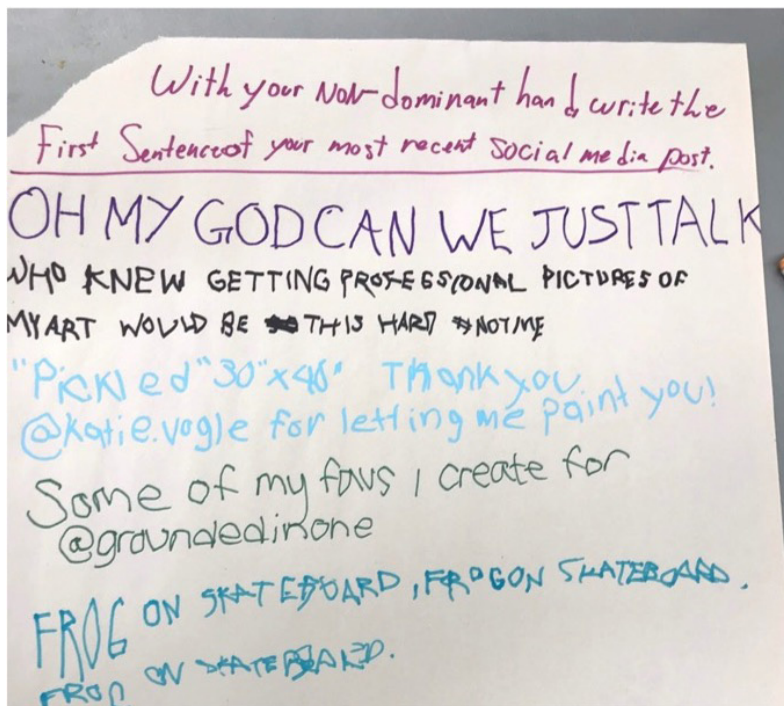 With your NON-dominant hand, write the
First Sentence of your most recent social media post.
OH MY GOD CAN WE JUST TALK
WHO KNEW GETTING PROFESSIONAL PICTURES OF
MY ART WOULD BE THIS HARD #NOTME
"Pickled" 30"x48" Thank you
@katie.vogle for letting me paint you!
Some of my favs I create for
@groundedinone
FROG ON SKATEBOARD, FROG ON SKATEBOARD.
FROG ON SKATEBOARD.